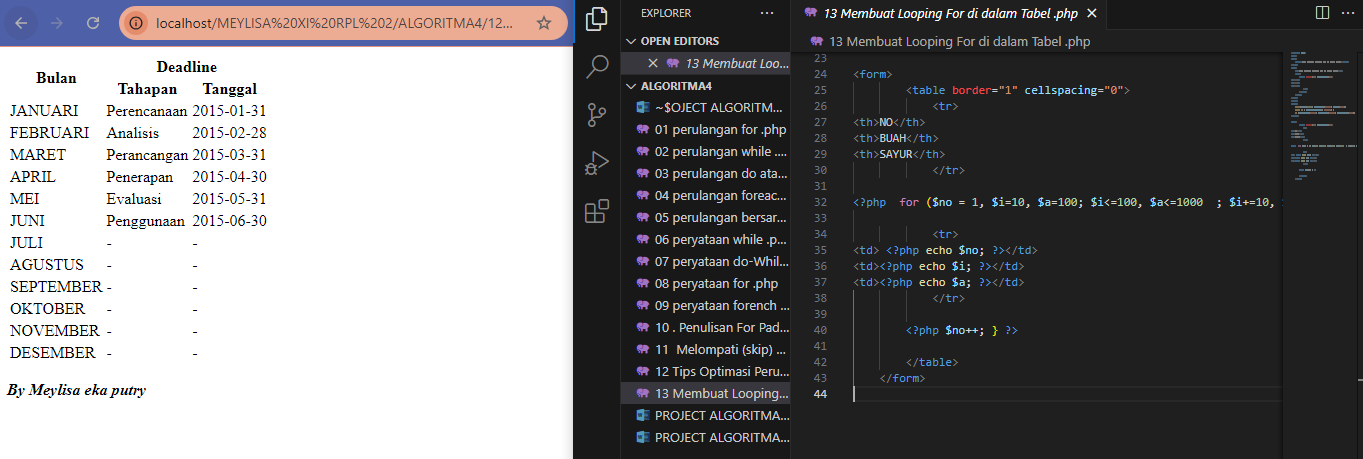 localhost/MEYLISA%20XI%20RPL%202/ALGORITMA4/12...
Bulan Deadline
Tahapan Tanggal
JANUARI Perencanaan 2015-01-31
FEBRUARI Analisis 2015-02-28
MARET Perancangan 2015-03-31
APRIL Penerapan 2015-04-30
MEI Evaluasi 2015-05-31
JUNI Penggunaan 2015-06-30
JULI - -
AGUSTUS - -
SEPTEMBER - -
OKTOBER - -
NOVEMBER - -
DESEMBER - -
By Meylisa eka putry
EXPLORER ...
OPEN EDITORS
13 Membuat Loo...
ALGORITMA4
~$OJECT ALGORITM...
01 perulangan for .php
02 perulangan while ....
03 perulangan do ata...
04 perulangan foreac...
05 perulangan bersar...
06 peryataan while .p...
07 peryataan do-Whil...
08 peryataan for .php
09 peryataan forench ...
10 . Penulisan For Pad...
11 Melompati (skip) ...
12 Tips Optimasi Peru...
13 Membuat Looping...
PROJECT ALGORITMA...
PROJECT ALGORITMA...
13 Membuat Looping For di dalam Tabel .php
13 Membuat Looping For di dalam Tabel .php
23
24 <form>
25 <table border="1" cellspacing="0">
26 <tr>
27 <th>NO</th>
28 <th>BUAH</th>
29 <th>SAYUR</th>
30 </tr>
31
32 <?php for ($no = 1, $i=10, $a=100; $i<=100, $a<=1000 ; $i+=10,
33
34 <tr>
35 <td> <?php echo $no; ?></td>
36 <td><?php echo $i; ?></td>
37 <td><?php echo $a; ?></td>
38 </tr>
39
40 <?php $no++; } ?>
41
42 </table>
43 </form>
44